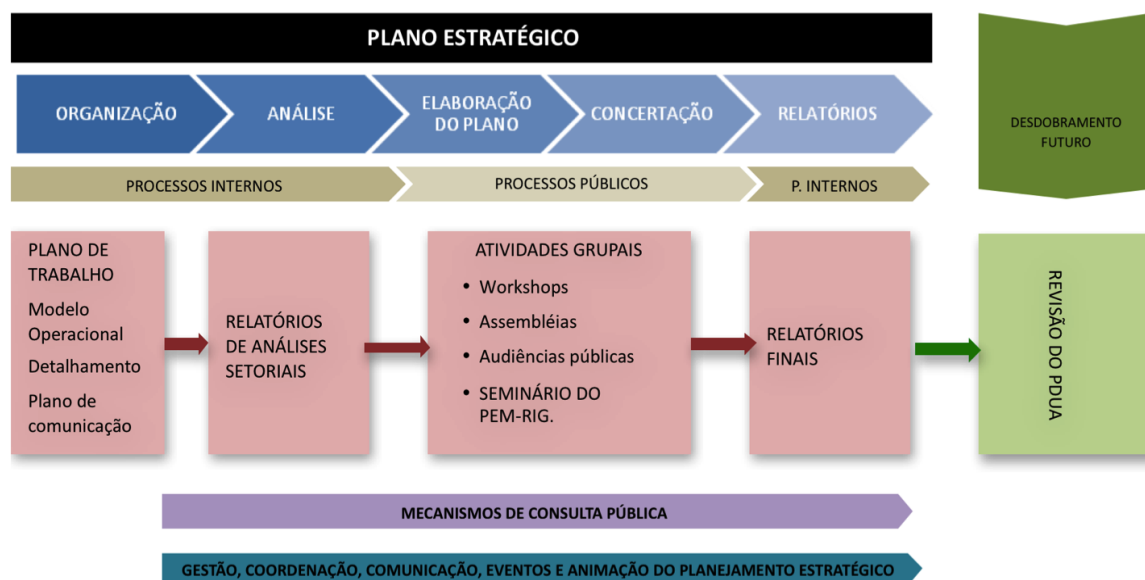 PLANO ESTRATÉGICO
ORGANIZAÇÃO
ANÁLISE
ELABORAÇÃO
DO PLANO
CONCERTAÇÃO
RELATÓRIOS
DESDOBRAMENTO
FUTURO
PROCESSOS INTERNOS
PROCESSOS PÚBLICOS
P. INTERNOS
PLANO DE
TRABALHO
Modelo
Operacional
Detalhamento
Plano de
comunicação
RELATÓRIOS
DE ANÁLISES
SETORIAIS
ATIVIDADES GRUPAIS
• Workshops
• Assembléias
• Audiências públicas
• SEMINÁRIO DO
PEM-RIG.
RELATÓRIOS
FINAIS
REVISÃO DO PDUA
MECANISMOS DE CONSULTA PÚBLICA
GESTÃO, COORDENAÇÃO, COMUNICAÇÃO, EVENTOS E ANIMAÇÃO DO PLANEJAMENTO ESTRATÉGICO